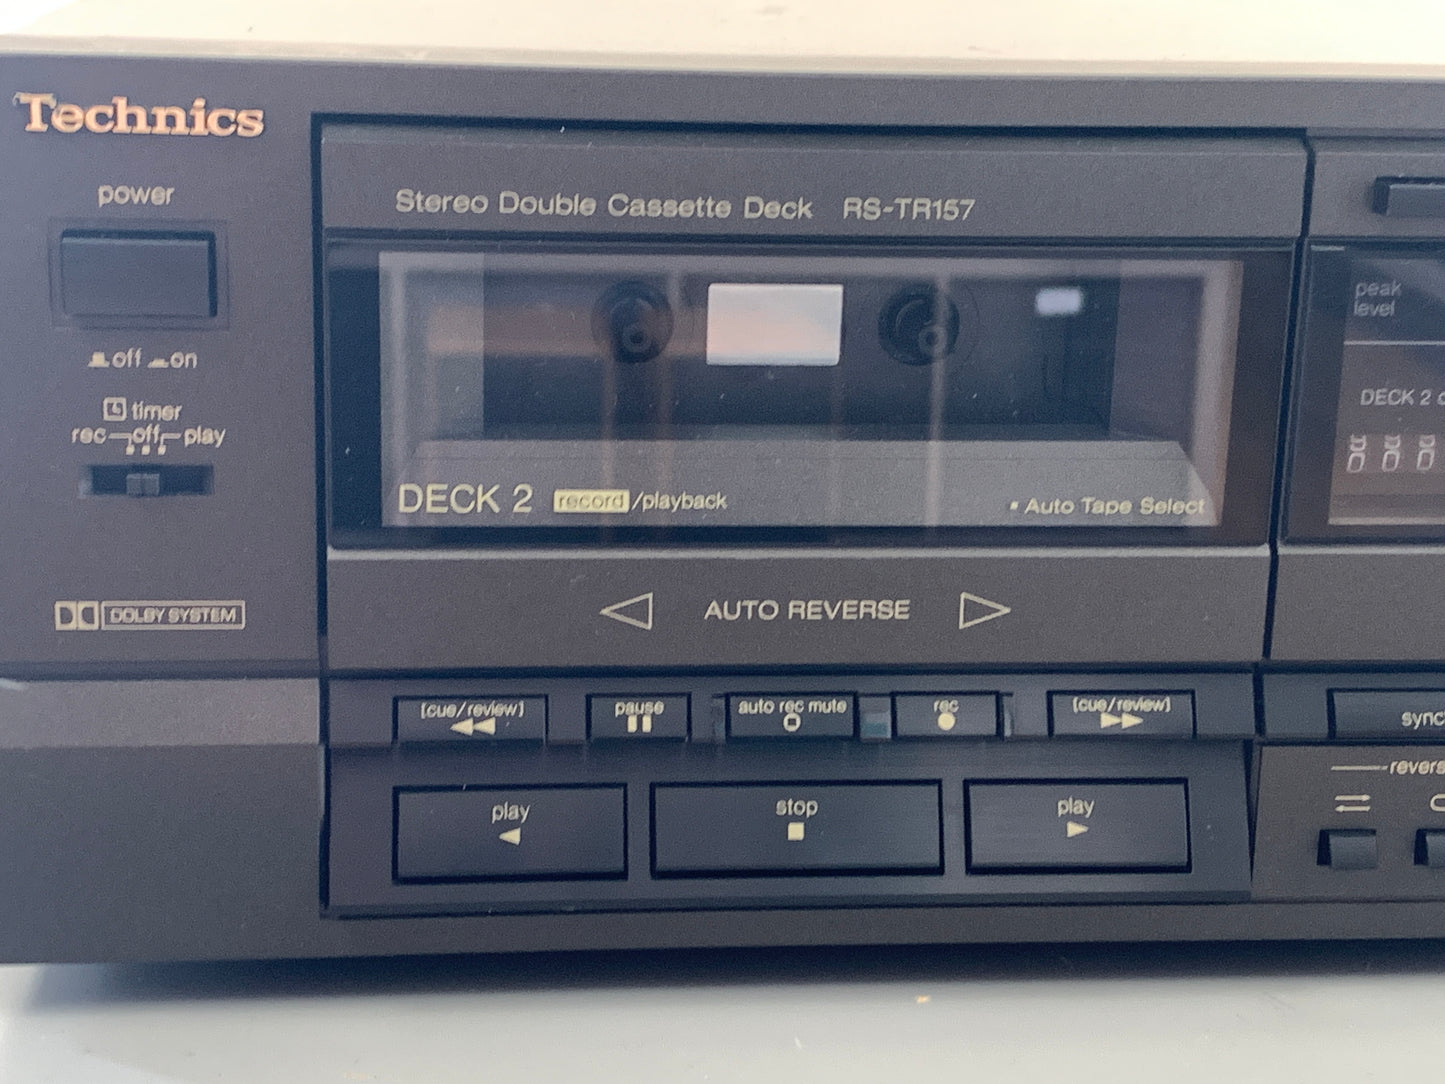 Technics
power
off on
timer
rec off play
DOLBY SYSTEM
Stereo Double Cassette Deck RS-TR157
DECK 2 record/playback
• Auto Tape Select
AUTO REVERSE
[cue/review]
pause
auto rec mute
rec
[cue/review]
play
stop
play
peak
level
DECK 2